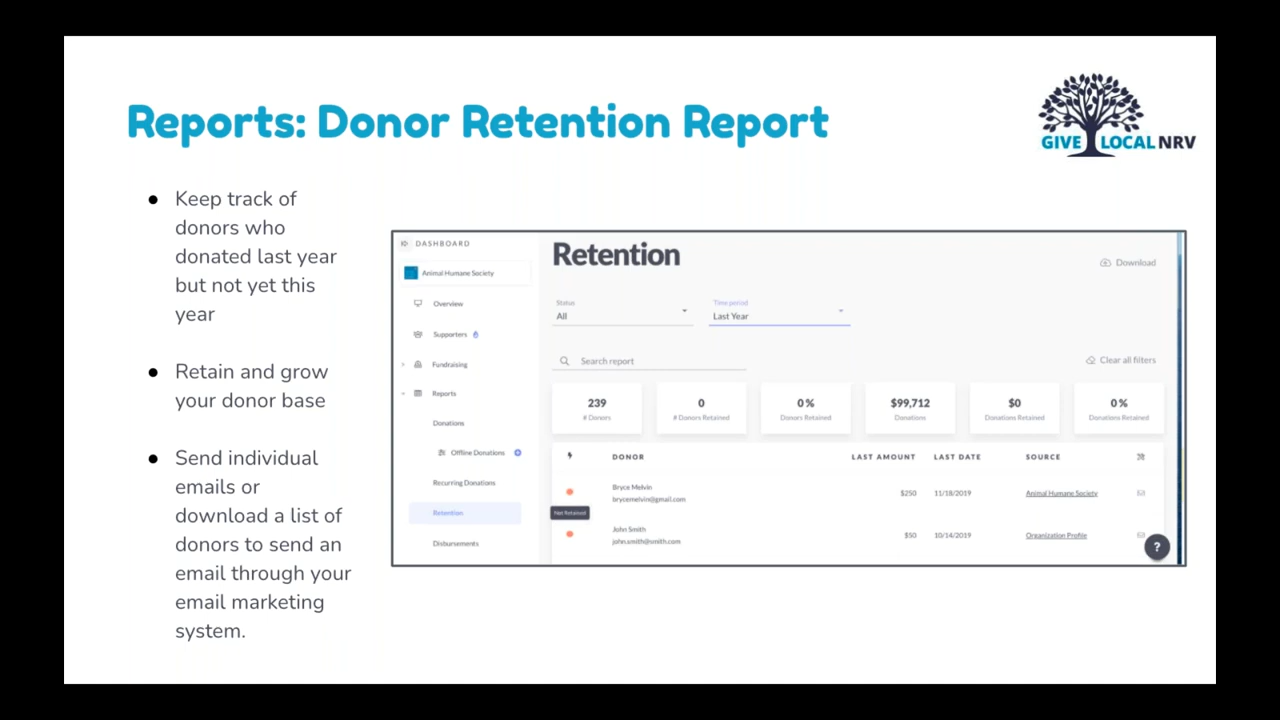 Reports: Donor Retention Report
GIVE LOCAL NRV
● Keep track of
donors who
donated last year
but not yet this
year
● Retain and grow
your donor base
● Send individual
emails or
download a list of
donors to send an
email through your
email marketing
system.
DASHBOARD
Animal Humane Society
Overview
Supporters
Fundraising
Reports
Donations
Offline Donations
Recurring Donations
Retention
Disbursements
Retention
Download
Status
All
Time period
Last Year
Search report
Clear all filters
239
# Donors
0
# Donors Retained
0%
Donors Retained
$99,712
Donations
$0
Donations Retained
0%
Donations Retained
DONOR LAST AMOUNT LAST DATE SOURCE
Bryce Melvin
brycemelvin@gmail.com
$250 11/18/2019 Animal Humane Society
Not Retained
John Smith
john.smith@smith.com
$50 10/14/2019 Organization Profile
?